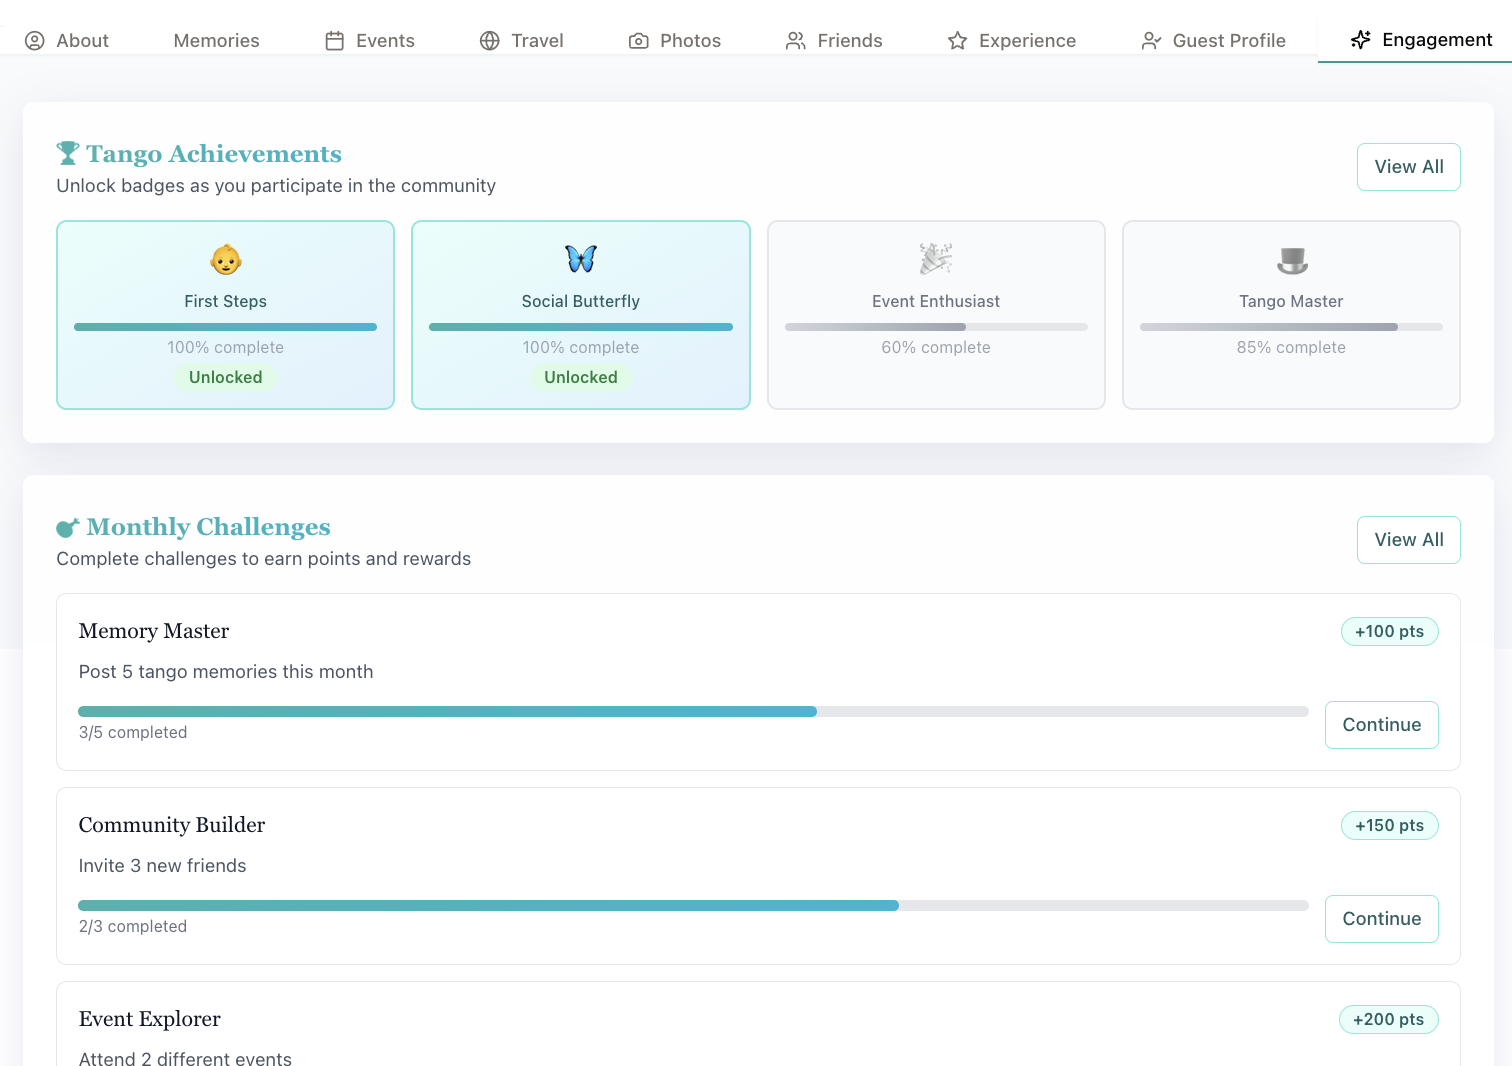 About Memories Events Travel Photos Friends Experience Guest Profile Engagement
Tango Achievements
Unlock badges as you participate in the community
View All
First Steps
100% complete
Unlocked
Social Butterfly
100% complete
Unlocked
Event Enthusiast
60% complete
Tango Master
85% complete
Monthly Challenges
Complete challenges to earn points and rewards
View All
Memory Master
+100 pts
Post 5 tango memories this month
3/5 completed
Continue
Community Builder
+150 pts
Invite 3 new friends
2/3 completed
Continue
Event Explorer
+200 pts
Attend 2 different events